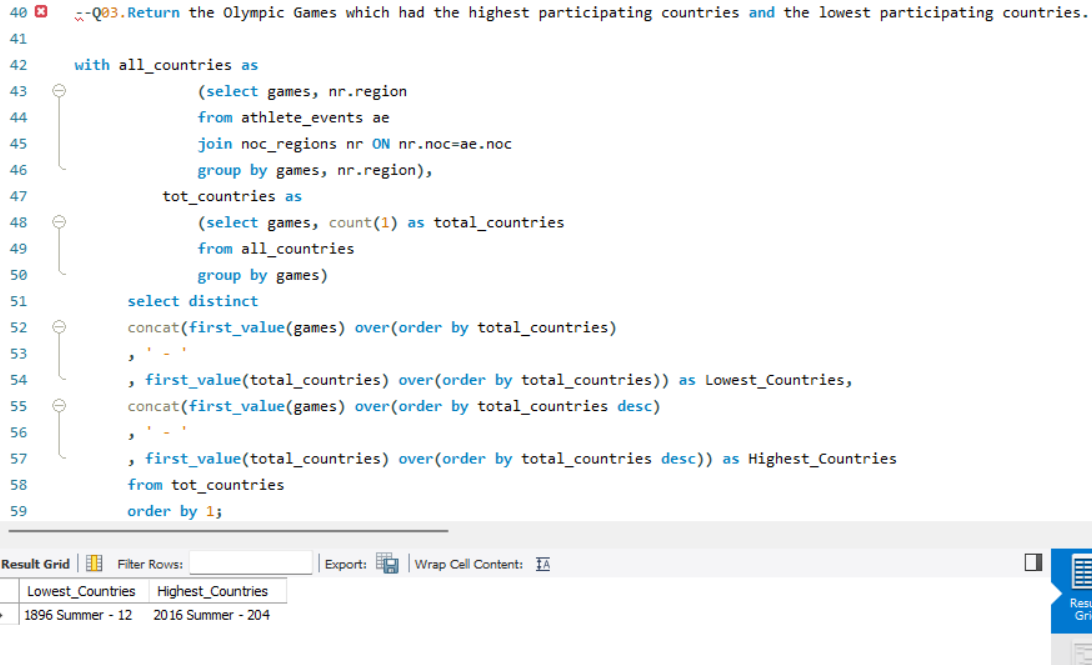 40 --Q03.Return the Olympic Games which had the highest participating countries and the lowest participating countries.
41
42 with all_countries as
43 (select games, nr.region
44 from athlete_events ae
45 join noc_regions nr ON nr.noc=ae.noc
46 group by games, nr.region),
47 tot_countries as
48 (select games, count(1) as total_countries
49 from all_countries
50 group by games)
51 select distinct
52 concat(first_value(games) over(order by total_countries)
53 , ' - '
54 , first_value(total_countries) over(order by total_countries)) as Lowest_Countries,
55 concat(first_value(games) over(order by total_countries desc)
56 , ' - '
57 , first_value(total_countries) over(order by total_countries desc)) as Highest_Countries
58 from tot_countries
59 order by 1;
Result Grid Filter Rows: Export: Wrap Cell Content: IA
Lowest_Countries Highest_Countries
1896 Summer - 12 2016 Summer - 204